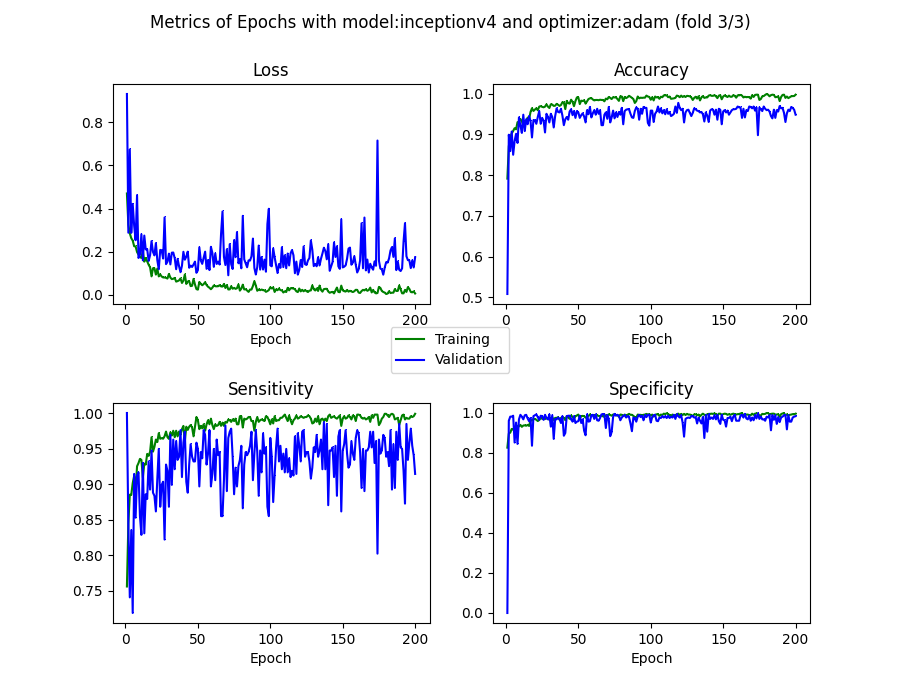 Metrics of Epochs with model:inceptionv4 and optimizer:adam (fold 3/3)
Loss
0.8
0.6
0.4
0.2
0.0
0 50 100 150 200
Epoch
Accuracy
1.0
0.9
0.8
0.7
0.6
0.5
0 50 100 150 200
Epoch
Training
Validation
Sensitivity
1.00
0.95
0.90
0.85
0.80
0.75
0 50 100 150 200
Epoch
Specificity
1.0
0.8
0.6
0.4
0.2
0.0
0 50 100 150 200
Epoch